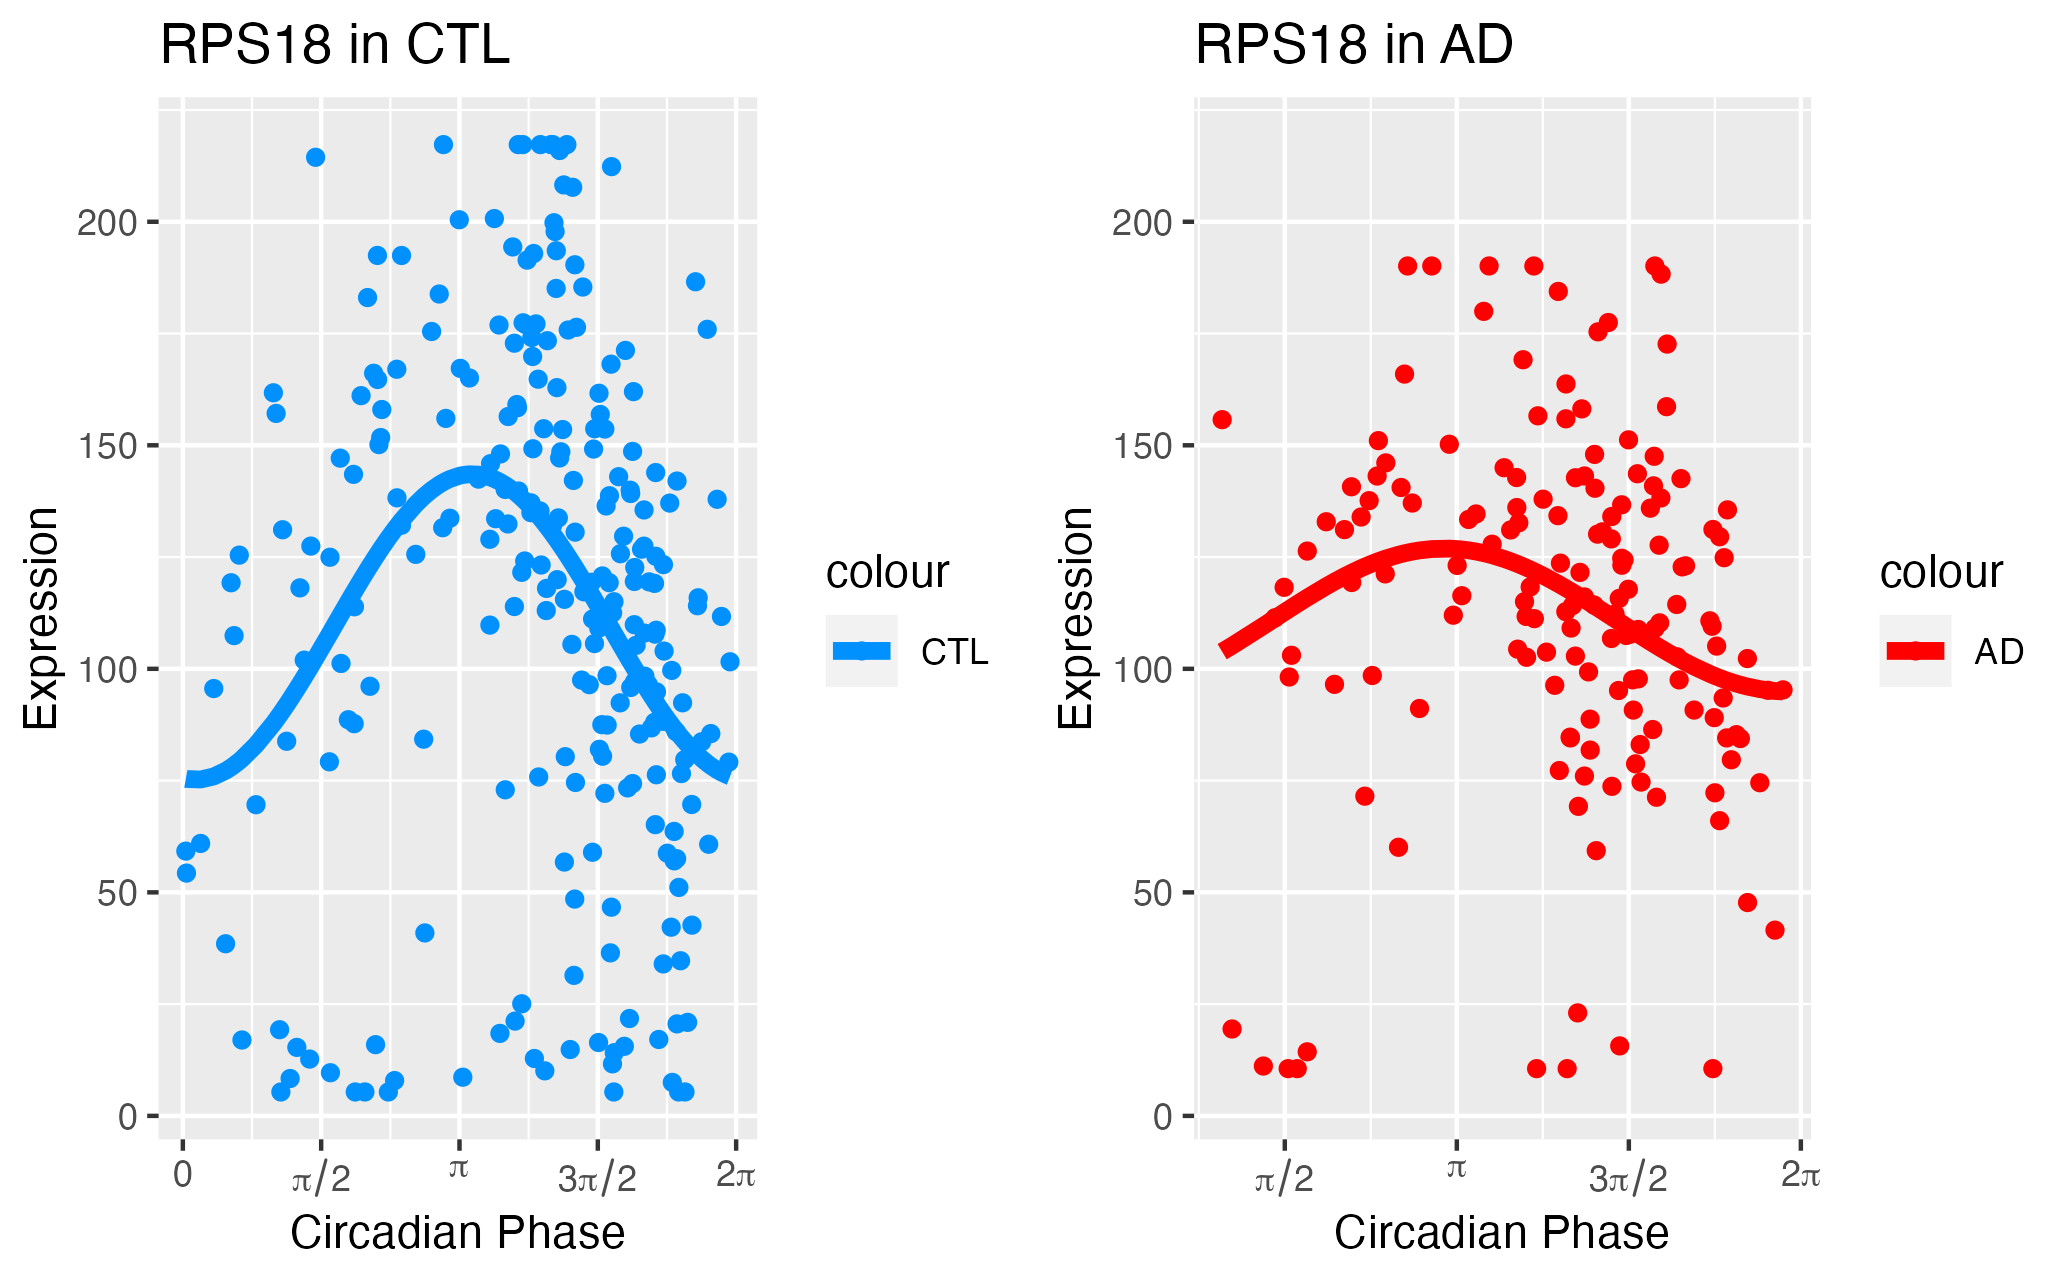 RPS18 in CTL
Expression
200
150
100
50
0
0 π/2 π 3π/2 2π
Circadian Phase
colour
CTL
RPS18 in AD
Expression
200
150
100
50
0
π/2 π 3π/2 2π
Circadian Phase
colour
AD